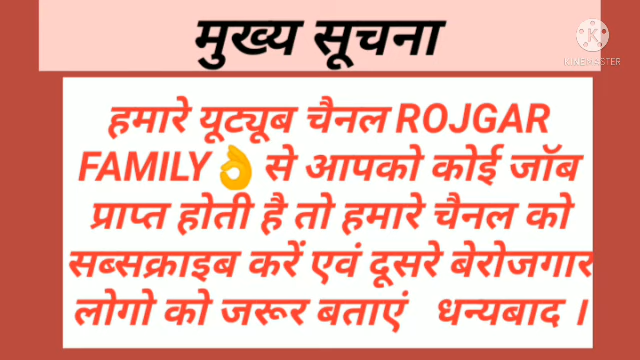 मुख्य सूचना
KINEMASTER
हमारे यूट्यूब चैनल ROJGAR
FAMILY👌 से आपको कोई जॉब
प्राप्त होती है तो हमारे चैनल को
सब्सक्राइब करें एवं दूसरे बेरोजगार
लोगो को जरूर बताएं धन्यबाद ।